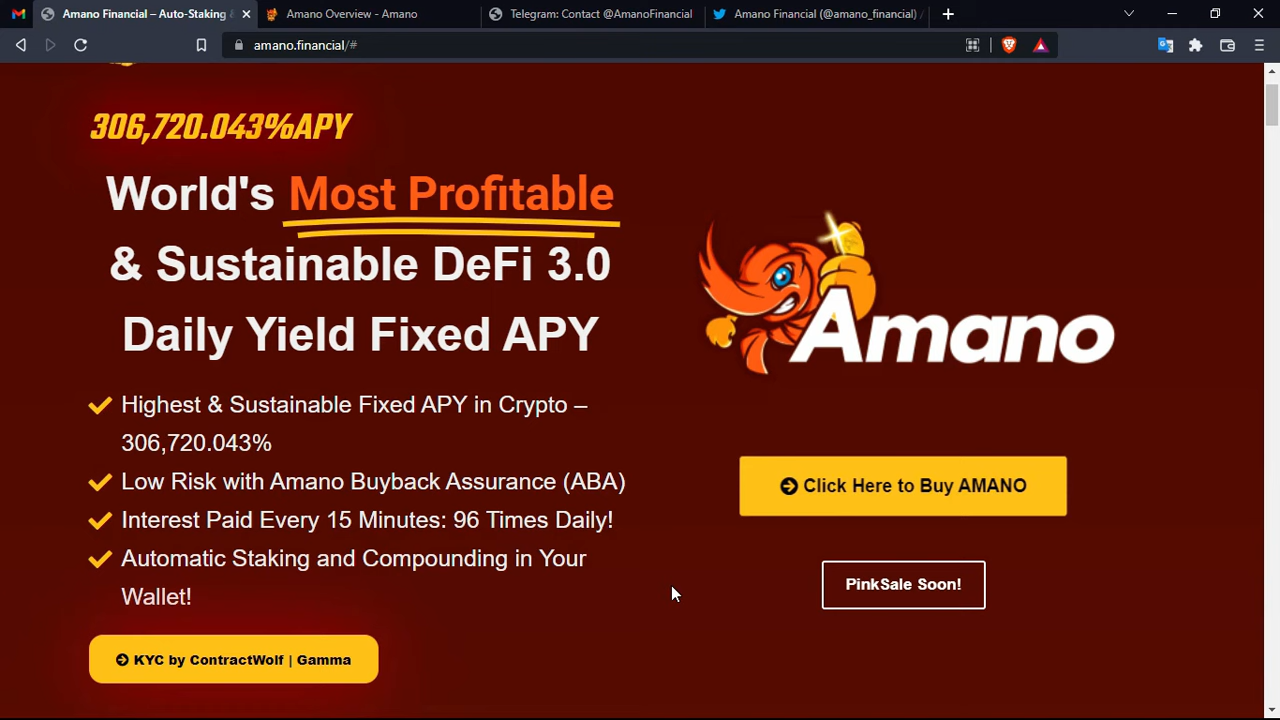 Amano Financial – Auto-Staking &
Amano Overview - Amano
Telegram: Contact @AmanoFinancial
Amano Financial (@amano_financial) /
amano.financial/#
306,720.043%APY
World's Most Profitable
& Sustainable DeFi 3.0
Daily Yield Fixed APY
Highest & Sustainable Fixed APY in Crypto –
306,720.043%
Low Risk with Amano Buyback Assurance (ABA)
Interest Paid Every 15 Minutes: 96 Times Daily!
Automatic Staking and Compounding in Your
Wallet!
KYC by ContractWolf | Gamma
Amano
Click Here to Buy AMANO
PinkSale Soon!